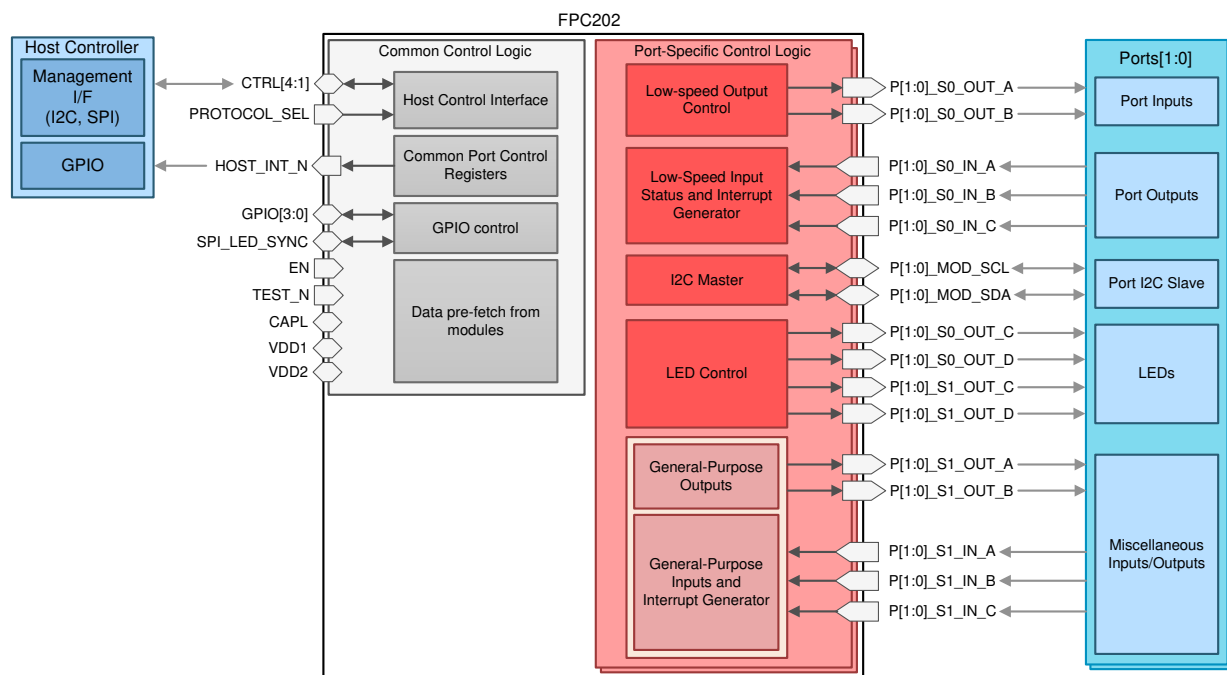 FPC202
Host Controller
Management
I/F
(I2C, SPI)
GPIO
CTRL[4:1]
PROTOCOL_SEL
HOST_INT_N
GPIO[3:0]
SPI_LED_SYNC
EN
TEST_N
CAPL
VDD1
VDD2
Common Control Logic
Host Control Interface
Common Port Control
Registers
GPIO control
Data pre-fetch from
modules
Port-Specific Control Logic
Low-speed Output
Control
Low-Speed Input
Status and Interrupt
Generator
I2C Master
LED Control
General-Purpose
Outputs
General-Purpose
Inputs and
Interrupt Generator
P[1:0]_S0_OUT_A
P[1:0]_S0_OUT_B
P[1:0]_S0_IN_A
P[1:0]_S0_IN_B
P[1:0]_S0_IN_C
P[1:0]_MOD_SCL
P[1:0]_MOD_SDA
P[1:0]_S0_OUT_C
P[1:0]_S0_OUT_D
P[1:0]_S1_OUT_C
P[1:0]_S1_OUT_D
P[1:0]_S1_OUT_A
P[1:0]_S1_OUT_B
P[1:0]_S1_IN_A
P[1:0]_S1_IN_B
P[1:0]_S1_IN_C
Ports[1:0]
Port Inputs
Port Outputs
Port I2C Slave
LEDs
Miscellaneous
Inputs/Outputs